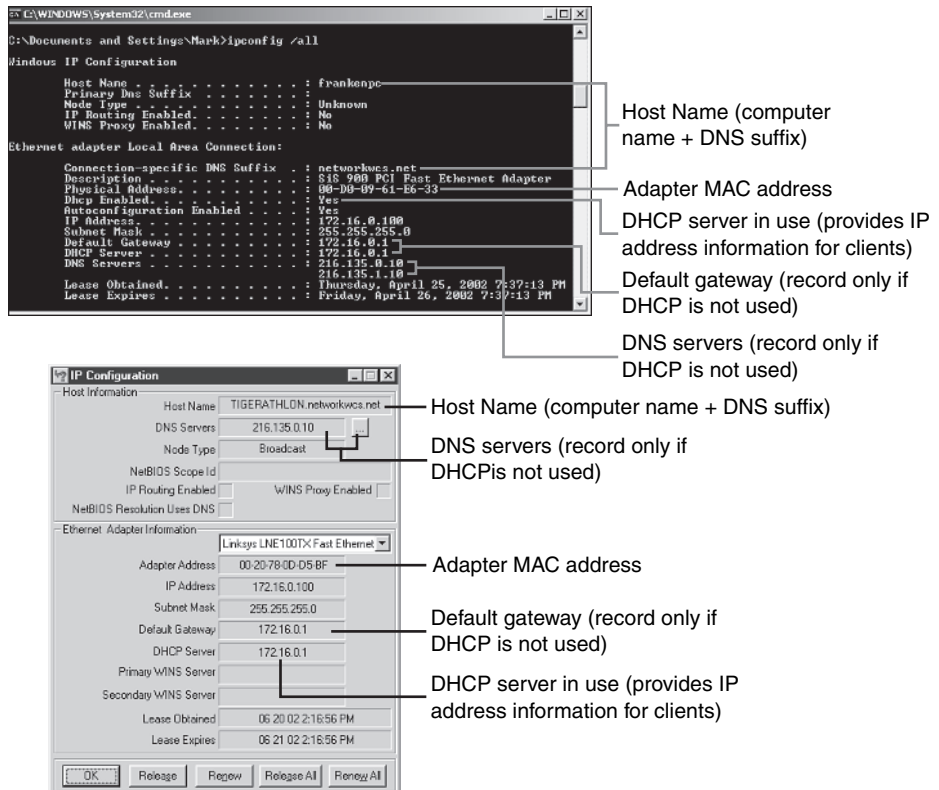 C:\WINDOWS\System32\cmd.exe
C:\Documents and Settings\Mark>ipconfig /all
Windows IP Configuration
Host Name . . . . . . . . . . . . : frankenpc
Primary Dns Suffix . . . . . . . :
Node Type . . . . . . . . . . . . : Unknown
IP Routing Enabled. . . . . . . . : No
WINS Proxy Enabled. . . . . . . . : No
Ethernet adapter Local Area Connection:
Connection-specific DNS Suffix . : networkwcs.net
Description . . . . . . . . . . . : SiS 900 PCI Fast Ethernet Adapter
Physical Address. . . . . . . . . : 00-D0-09-61-E6-33
Dhcp Enabled. . . . . . . . . . . : Yes
Autoconfiguration Enabled . . . . : Yes
IP Address. . . . . . . . . . . . : 172.16.0.100
Subnet Mask . . . . . . . . . . . : 255.255.255.0
Default Gateway . . . . . . . . . : 172.16.0.1
DHCP Server . . . . . . . . . . . : 172.16.0.1
DNS Servers . . . . . . . . . . . : 216.135.0.10
216.135.1.10
Lease Obtained. . . . . . . . . . : Thursday, April 25, 2002 7:37:13 PM
Lease Expires . . . . . . . . . . : Friday, April 26, 2002 7:37:13 PM
Host Name (computer
name + DNS suffix)
Adapter MAC address
DHCP server in use (provides IP
address information for clients)
Default gateway (record only if
DHCP is not used)
DNS servers (record only if
DHCP is not used)
IP Configuration
Host Information
Host Name TIGERATHLON.networkwcs.net
DNS Servers 216.135.0.10 ...
Node Type Broadcast
NetBIOS Scope Id
IP Routing Enabled WINS Proxy Enabled
NetBIOS Resolution Uses DNS
Ethernet Adapter Information
Linksys LNE100TX Fast Ethernet
Adapter Address 00-20-78-0D-D5-BF
IP Address 172.16.0.100
Subnet Mask 255.255.255.0
Default Gateway 172.16.0.1
DHCP Server 172.16.0.1
Primary WINS Server
Secondary WINS Server
Lease Obtained 06 20 02 2:16:56 PM
Lease Expires 06 21 02 2:16:56 PM
OK Release Renew Release All Renew All
Host Name (computer name + DNS suffix)
DNS servers (record only if
DHCPis not used)
Adapter MAC address
Default gateway (record only if
DHCP is not used)
DHCP server in use (provides IP
address information for clients)